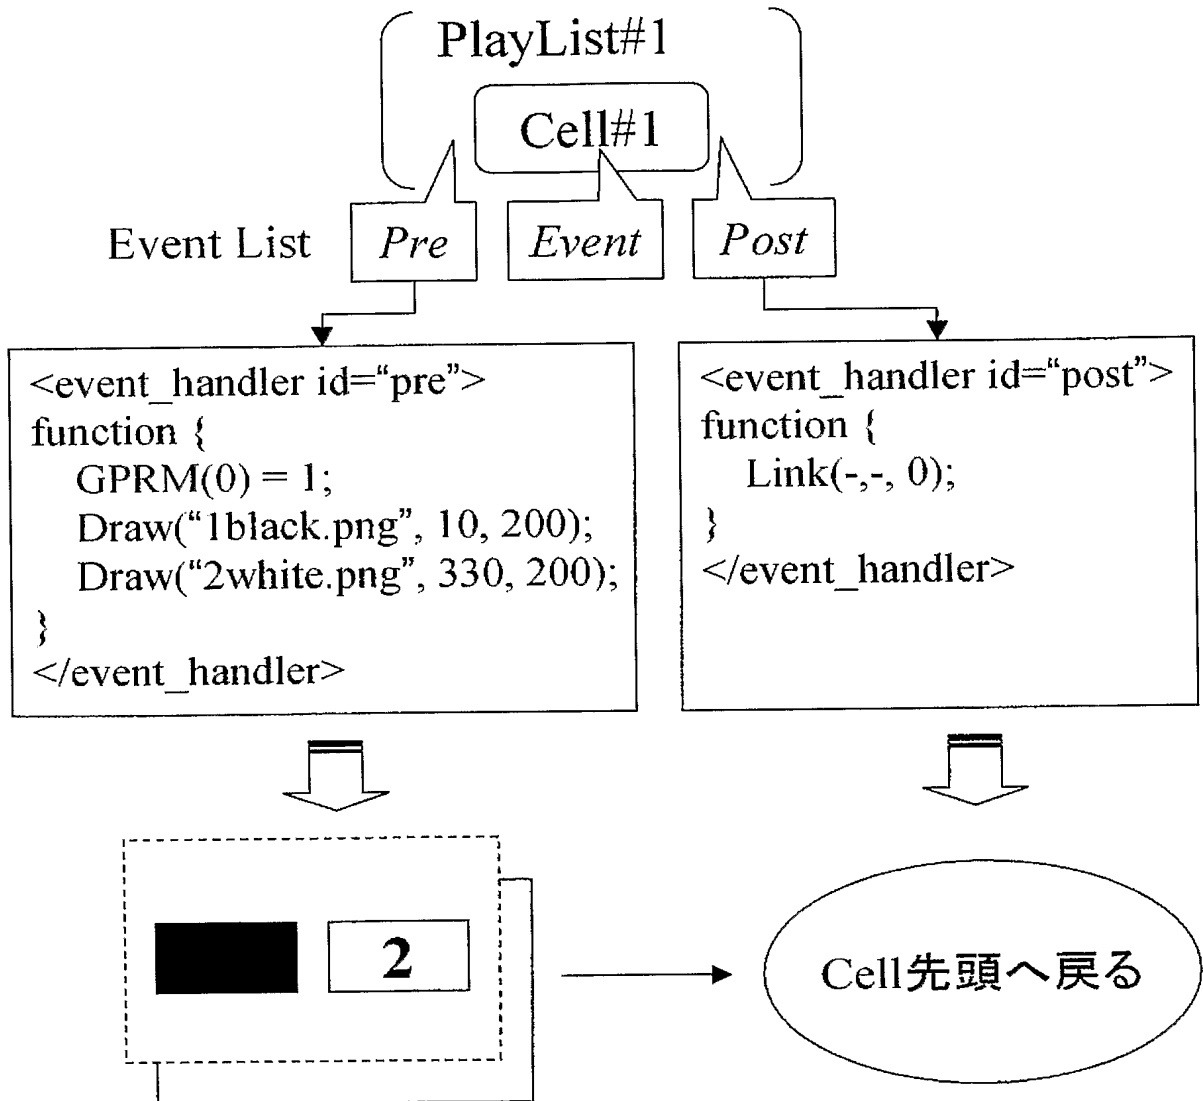 PlayList#1
Cell#1
Event List
Pre
Event
Post
<event_handler id=“pre”>
function {
GPRM(0) = 1;
Draw(“1black.png”, 10, 200);
Draw(“2white.png”, 330, 200);
}
</event_handler>
<event_handler id=“post”>
function {
Link(-,-, 0);
}
</event_handler>
2
Cell先頭へ戻る